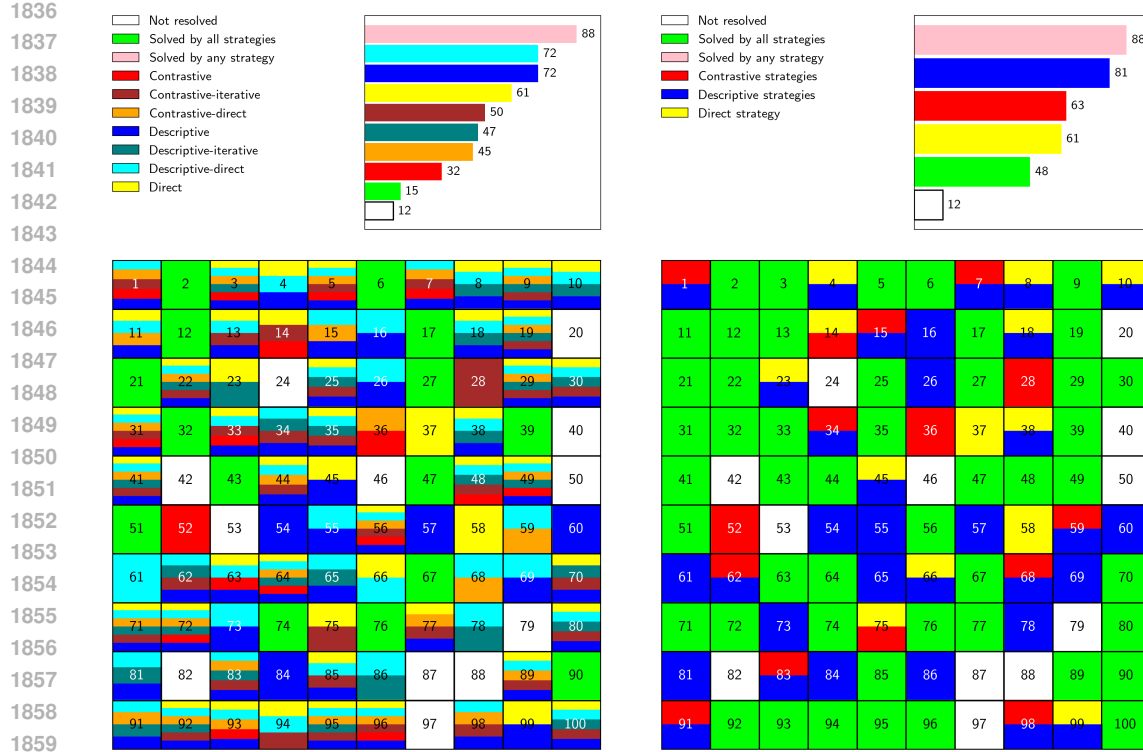 1836
1837
1838
1839
1840
1841
1842
1843
1844
1845
1846
1847
1848
1849
1850
1851
1852
1853
1854
1855
1856
1857
1858
1859
Not resolved
Solved by all strategies
Solved by any strategy
Contrastive
Contrastive-iterative
Contrastive-direct
Descriptive
Descriptive-iterative
Descriptive-direct
Direct
88
72
72
61
50
47
45
32
15
12
Not resolved
Solved by all strategies
Solved by any strategy
Contrastive strategies
Descriptive strategies
Direct strategy
88
81
63
61
48
12
1 2 3 4 5 6 7 8 9 10
11 12 13 14 15 16 17 18 19 20
21 22 23 24 25 26 27 28 29 30
31 32 33 34 35 36 37 38 39 40
41 42 43 44 45 46 47 48 49 50
51 52 53 54 55 56 57 58 59 60
61 62 63 64 65 66 67 68 69 70
71 72 73 74 75 76 77 78 79 80
81 82 83 84 85 86 87 88 89 90
91 92 93 94 95 96 97 98 99 100
1 2 3 4 5 6 7 8 9 10
11 12 13 14 15 16 17 18 19 20
21 22 23 24 25 26 27 28 29 30
31 32 33 34 35 36 37 38 39 40
41 42 43 44 45 46 47 48 49 50
51 52 53 54 55 56 57 58 59 60
61 62 63 64 65 66 67 68 69 70
71 72 73 74 75 76 77 78 79 80
81 82 83 84 85 86 87 88 89 90
91 92 93 94 95 96 97 98 99 100